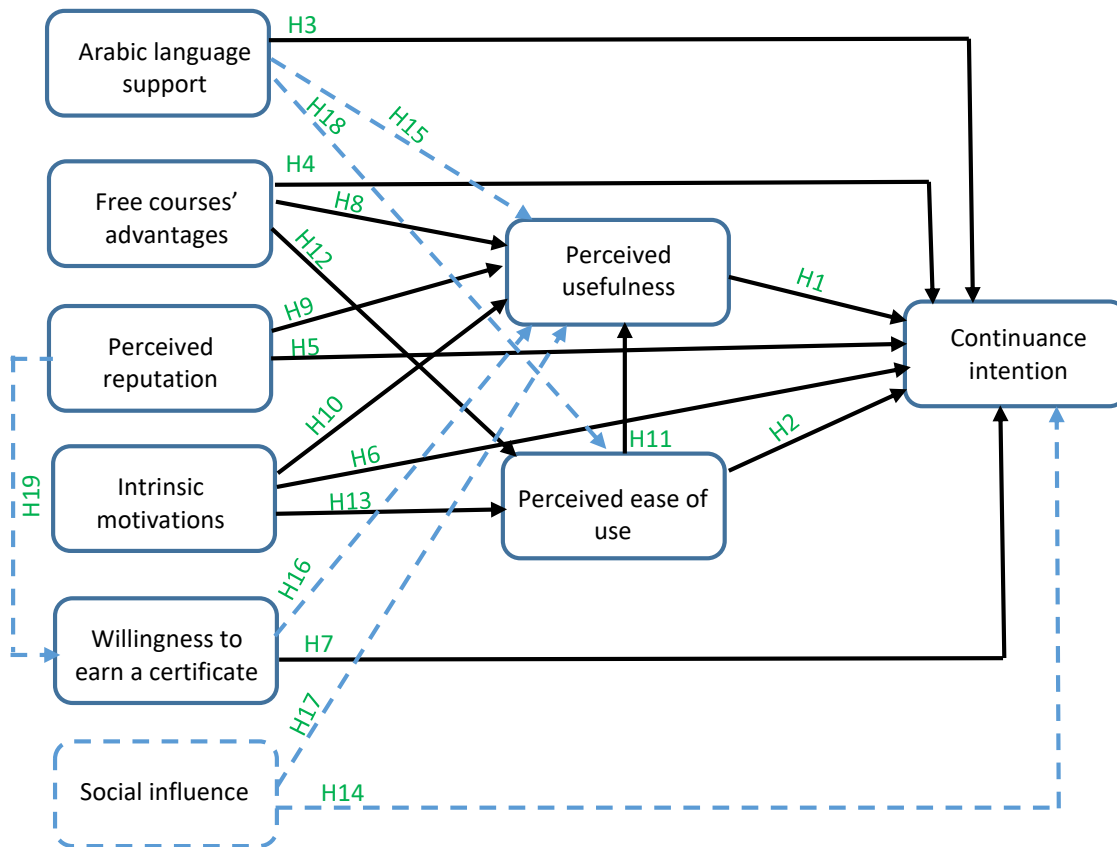 H3
Arabic language
support
H15
H18
H4
Free courses’
advantages
H8
H12
Perceived
usefulness
H1
H9
Perceived
reputation
H5
Continuance
intention
H10
H11
H2
H6
Intrinsic
motivations
H13
Perceived ease of
use
H19
H16
Willingness to
earn a certificate
H7
H17
Social influence
H14